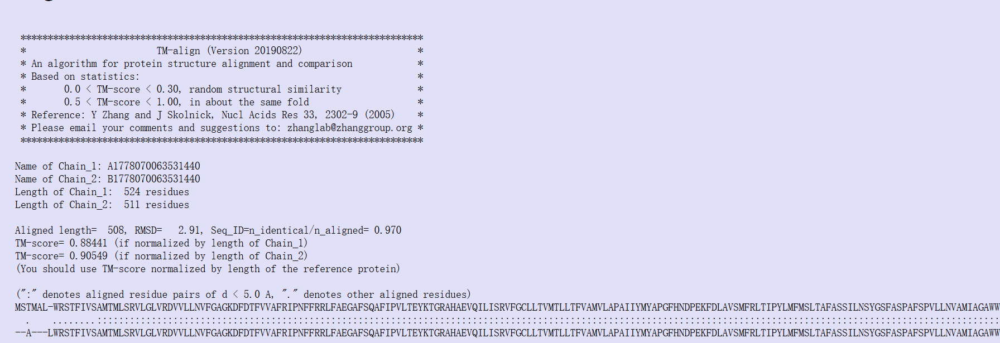 **************************************************************************
* TM-align (Version 20190822) *
* An algorithm for protein structure alignment and comparison *
* Based on statistics: *
* 0.0 < TM-score < 0.30, random structural similarity *
* 0.5 < TM-score < 1.00, in about the same fold *
* Reference: Y Zhang and J Skolnick, Nucl Acids Res 33, 2302-9 (2005) *
* Please email your comments and suggestions to: zhanglab@zhanggroup.org *
**************************************************************************
Name of Chain_1: A1778070063531440
Name of Chain_2: B1778070063531440
Length of Chain_1: 524 residues
Length of Chain_2: 511 residues
Aligned length= 508, RMSD= 2.91, Seq_ID=n_identical/n_aligned= 0.970
TM-score= 0.88441 (if normalized by length of Chain_1)
TM-score= 0.90549 (if normalized by length of Chain_2)
(You should use TM-score normalized by length of the reference protein)
(":" denotes aligned residue pairs of d < 5.0 A, "." denotes other aligned residues)
MSTMAL-WRSTFIVSAMTMLSRVLGLVRDVVLLNVFGAGKDFDTFVVAFRIPNFFRRLFAEGAFSQAFIPVLTEYKTGRAHAEVQILISRVFGCLLTVMTLLTFVAMVLAPAIIYMYAPGFHNDPEKFDLAVSMFRLTIPYLMFMSLTAFASSILNSYGSFASPAFSPVLLNVAMIAGAWW
. ........::::::::::::::::::::::::::::::::::::::::::::::::::::::::::::::::::::::::::::::::::::::::::::::::::::::::::::::::::::::::::::::::::::::::::::::::::::::::::::::::::::::
--A---LWRSTFIVSAMTMLSRVLGLVRDVVLLNVFGAGKDFDTFVVAFRIPNFFRRLFAEGAFSQAFIPVLTEYKTGRAHAEVQILISRVFGCLLTVMTLLTFVAMVLAPAIIYMYAPGFHNDPEKFDLAVSMFRLTIPYLMFMSLTAFASSILNSYGSFASPAFSPVLLNVAMIAGAWW